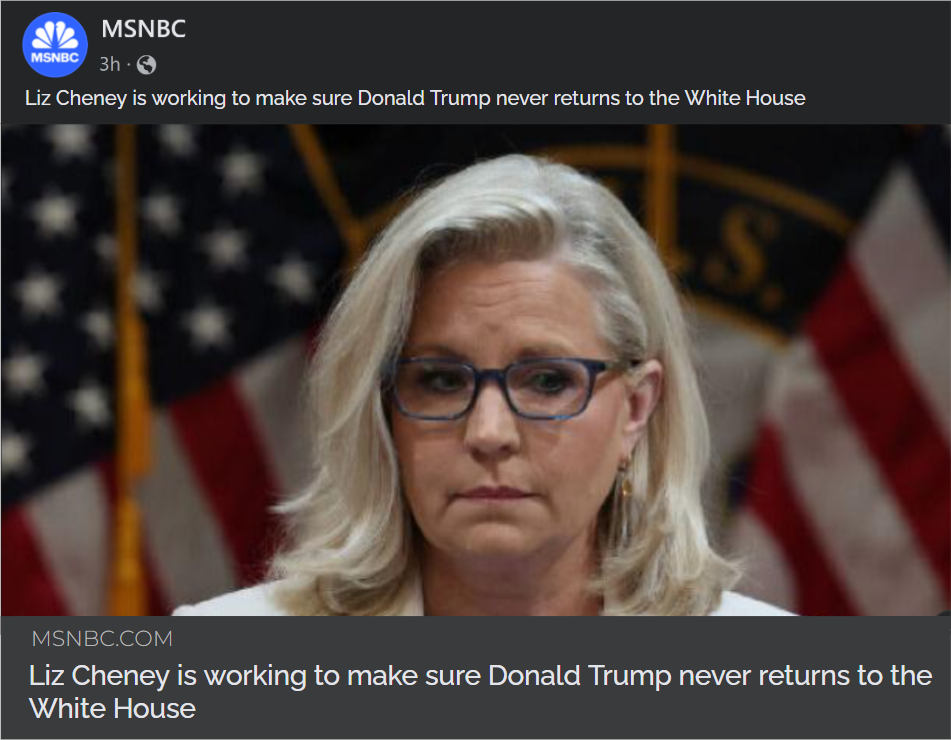 MSNBC
MSNBC
3h ·
Liz Cheney is working to make sure Donald Trump never returns to the White House
S.
MSNBC.COM
Liz Cheney is working to make sure Donald Trump never returns to the
White House